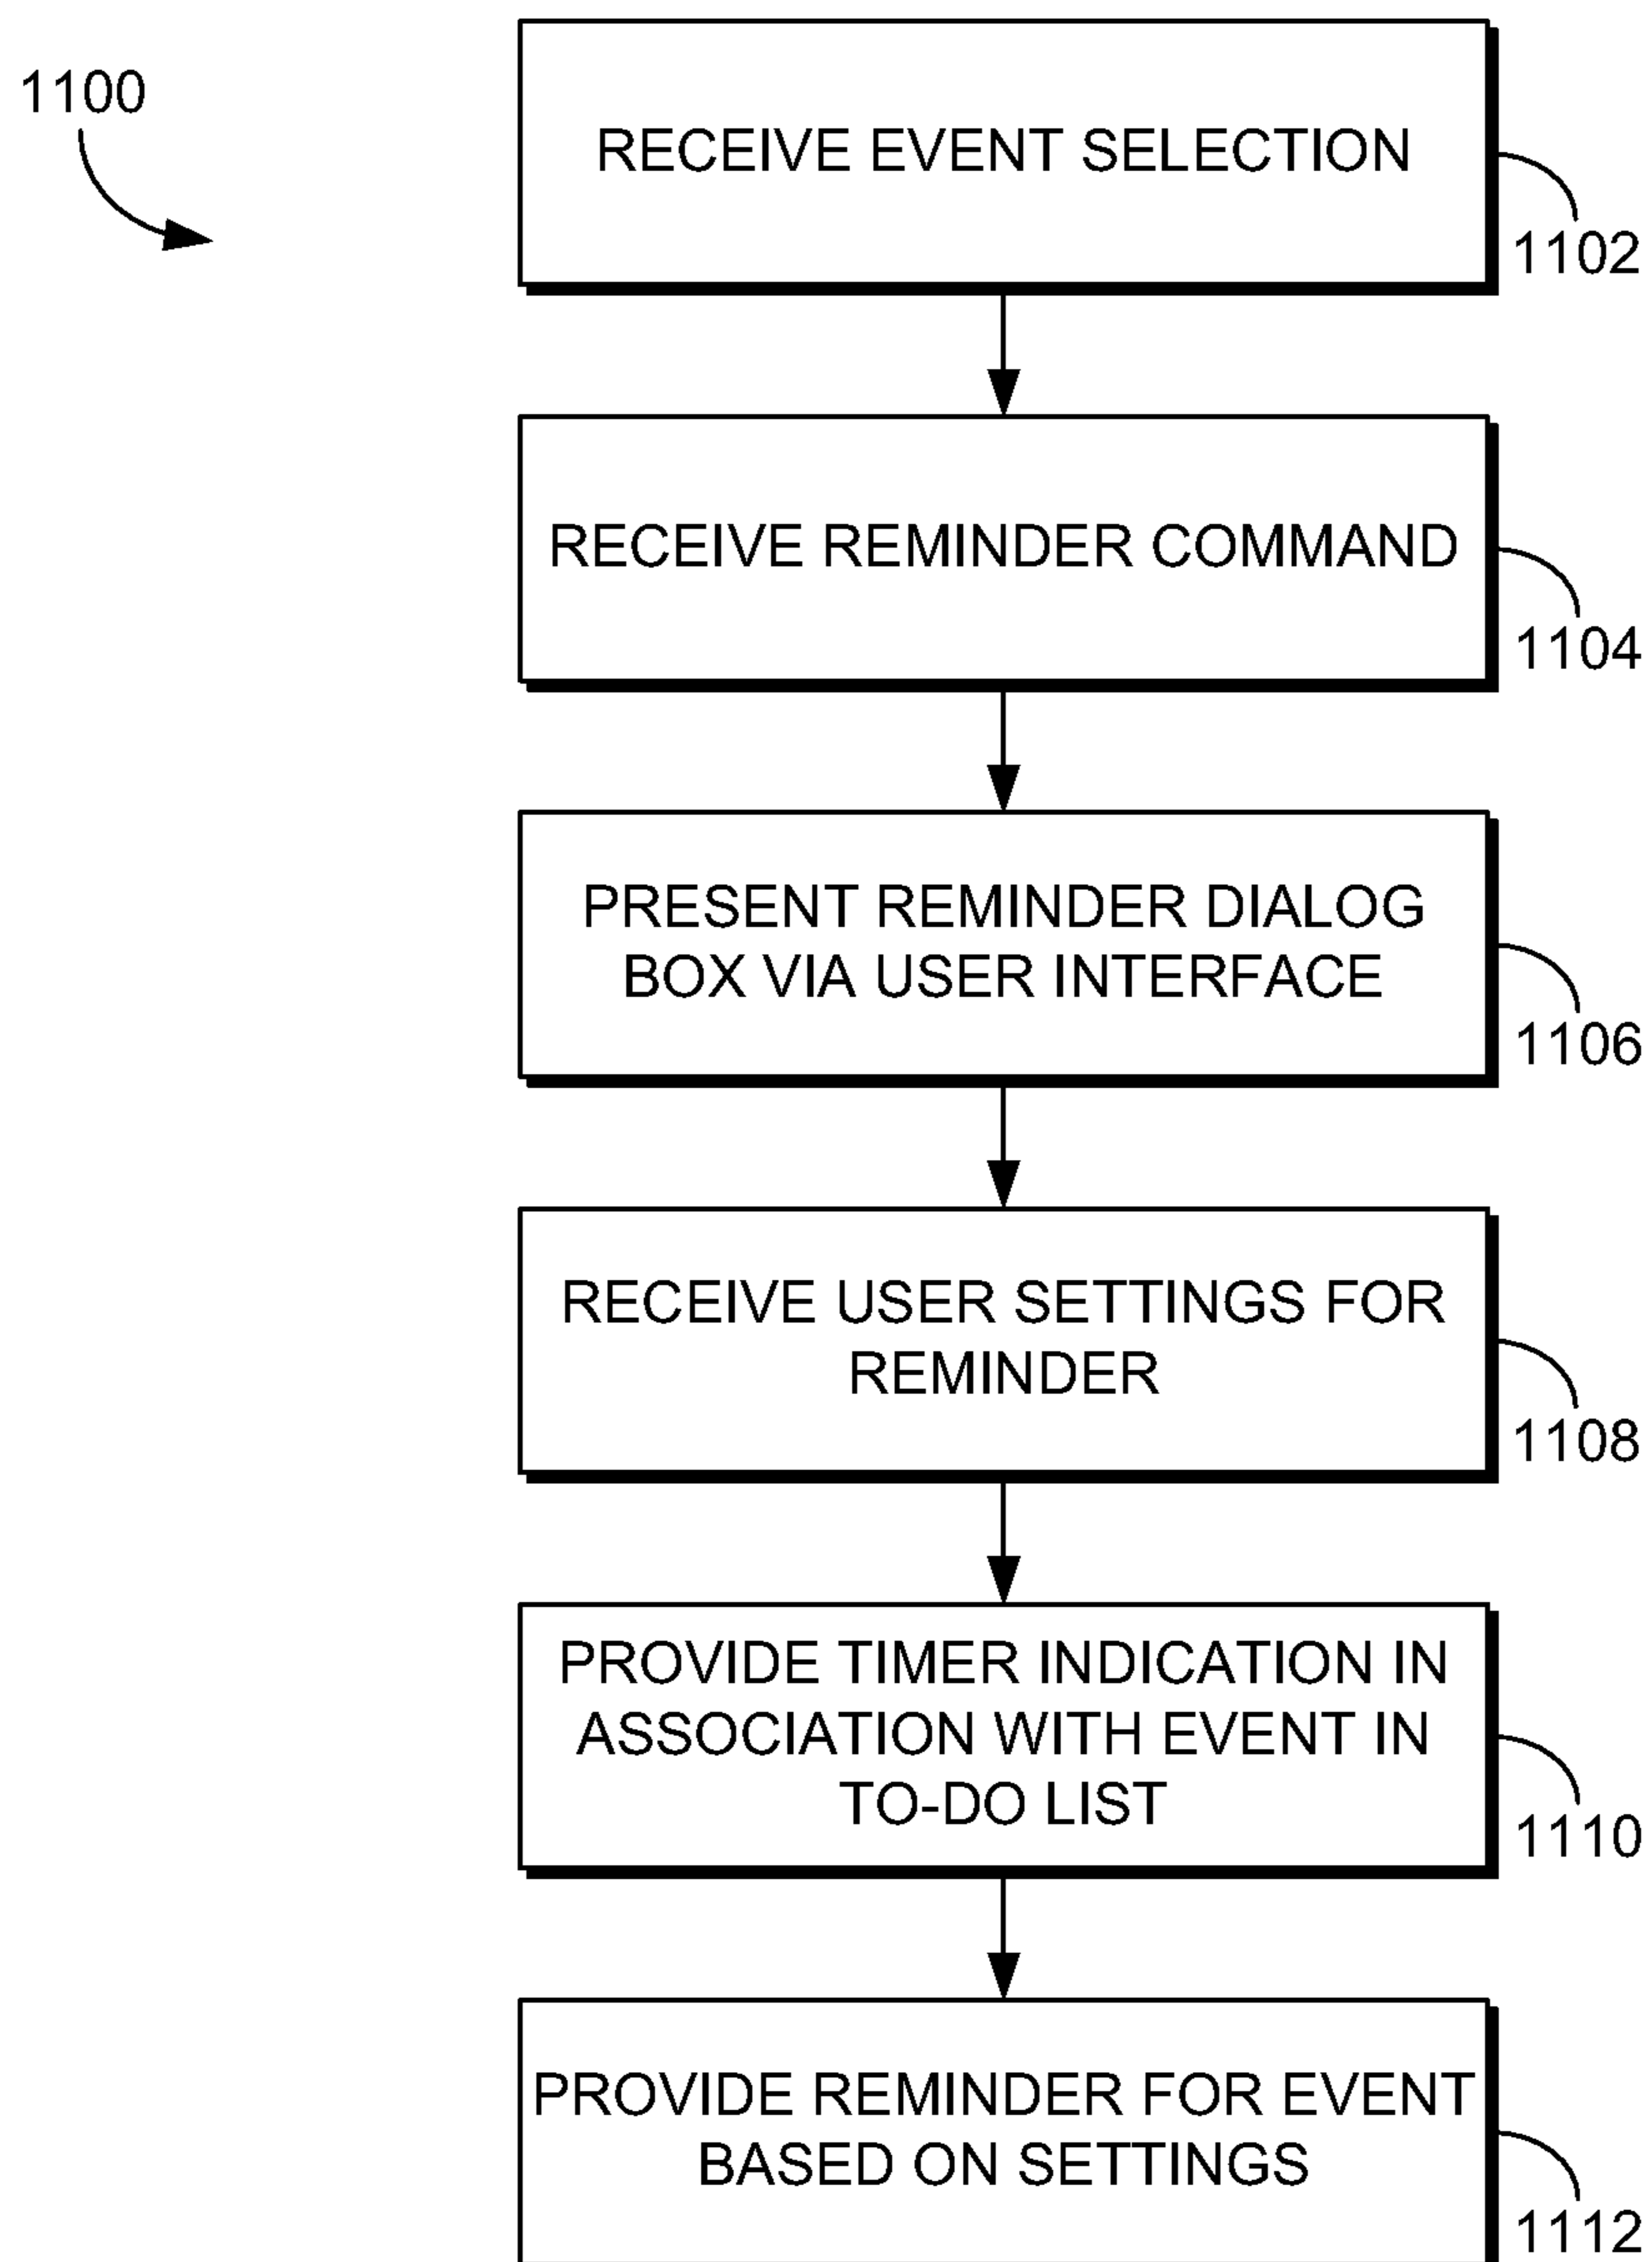 1100
RECEIVE EVENT SELECTION
1102
RECEIVE REMINDER COMMAND
1104
PRESENT REMINDER DIALOG
BOX VIA USER INTERFACE
1106
RECEIVE USER SETTINGS FOR
REMINDER
1108
PROVIDE TIMER INDICATION IN
ASSOCIATION WITH EVENT IN
TO-DO LIST
1110
PROVIDE REMINDER FOR EVENT
BASED ON SETTINGS
1112